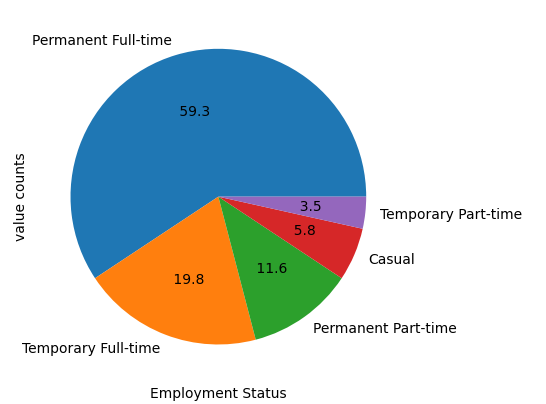 Permanent Full-time
59.3
value counts
3.5
Temporary Part-time
5.8
Casual
11.6
19.8
Permanent Part-time
Temporary Full-time
Employment Status